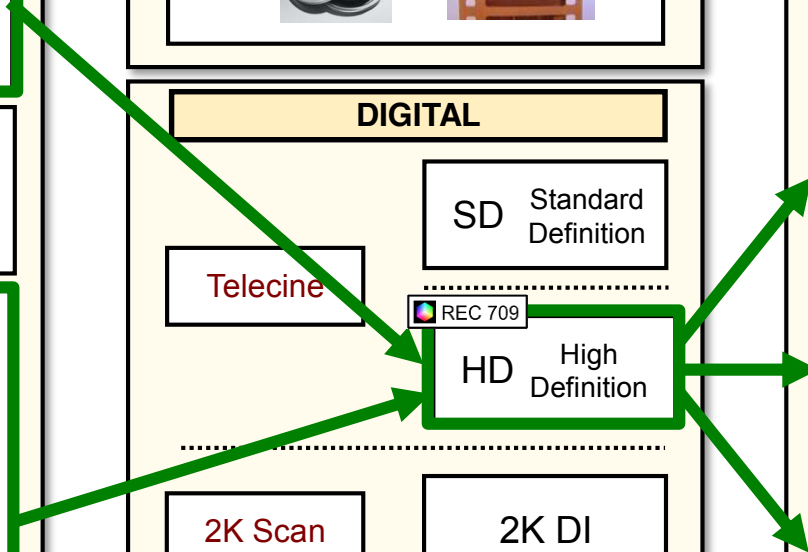 DIGITAL
SD
Standard
Definition
Telecine
REC 709
HD
High
Definition
2K Scan
2K DI